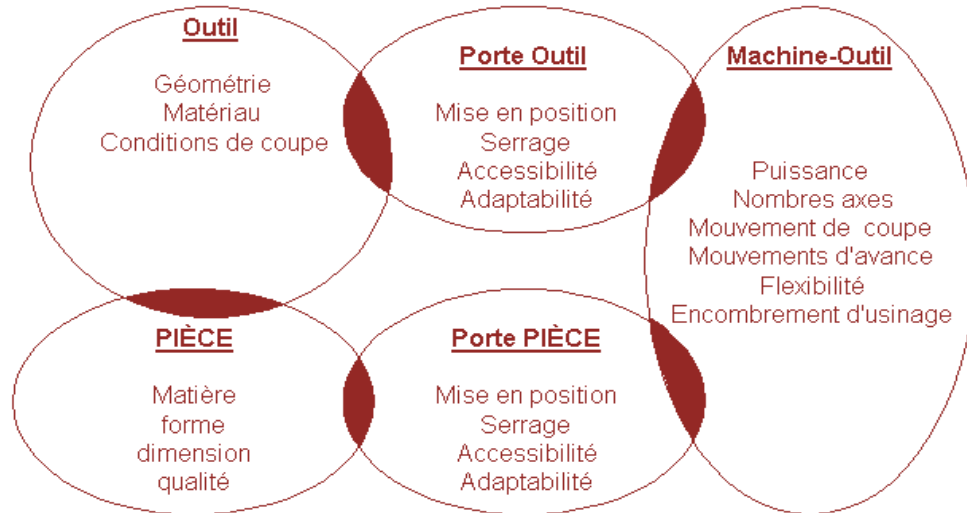 Outil
Géométrie
Matériau
Conditions de coupe
Porte Outil
Mise en position
Serrage
Accessibilité
Adaptabilité
Machine-Outil
Puissance
Nombres axes
Mouvement de  coupe
Mouvements d'avance
Flexibilité
Encombrement d'usinage
PIÈCE
Matière
forme
dimension
qualité
Porte PIÈCE
Mise en position
Serrage
Accessibilité
Adaptabilité